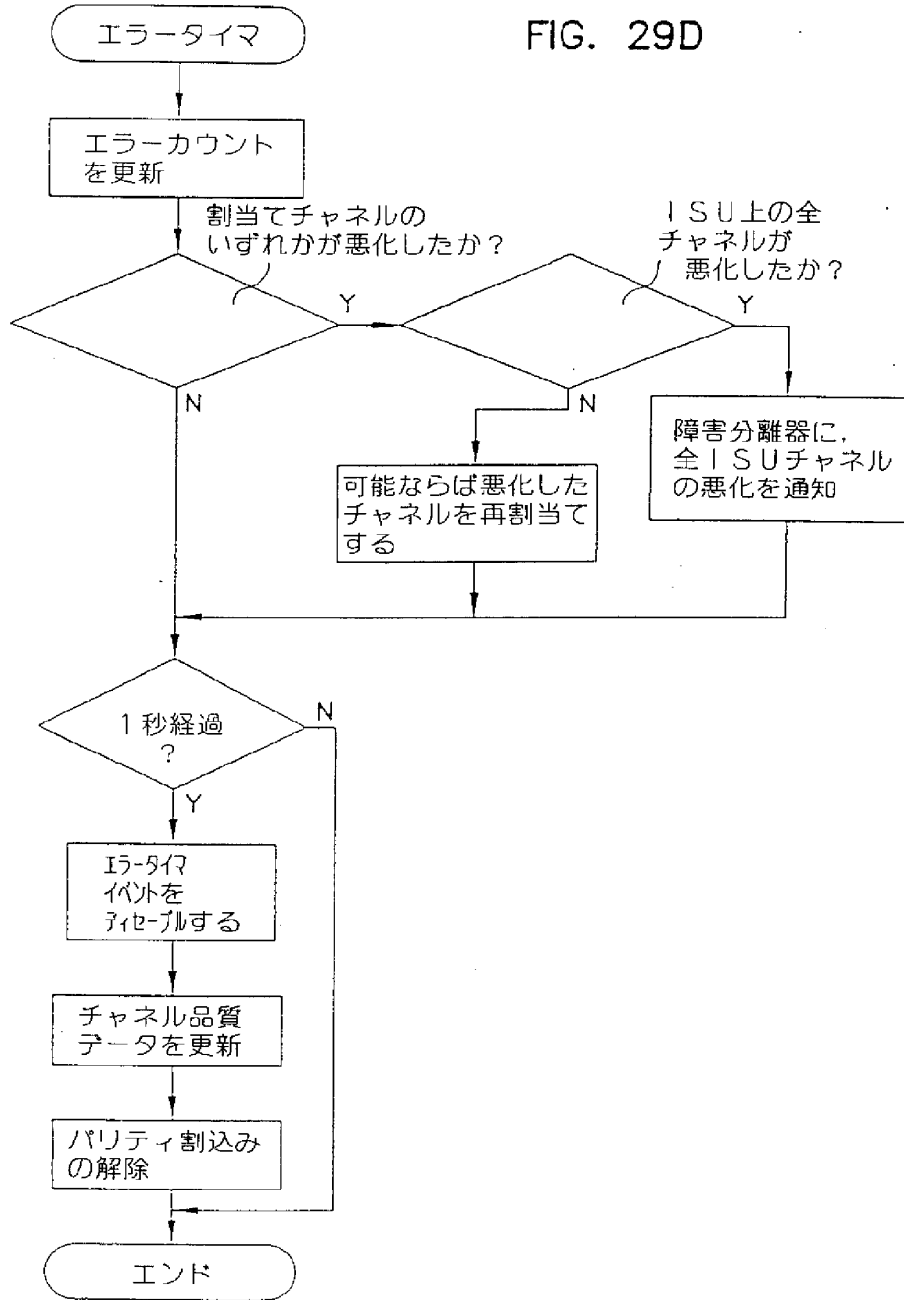 エラータイマ
FIG. 29D
エラーカウント
を更新
割当てチャネルの
いずれかが悪化したか？
ＩＳＵ上の全
チャネルが
悪化したか？
Y
Y
N
N
障害分離器に，
全ＩＳＵチャネル
の悪化を通知
可能ならば悪化した
チャネルを再割当て
する
1秒経過
？
N
Y
エラータイマ
イベントを
ディセーブルする
チャネル品質
データを更新
パリティ割込み
の解除
エンド